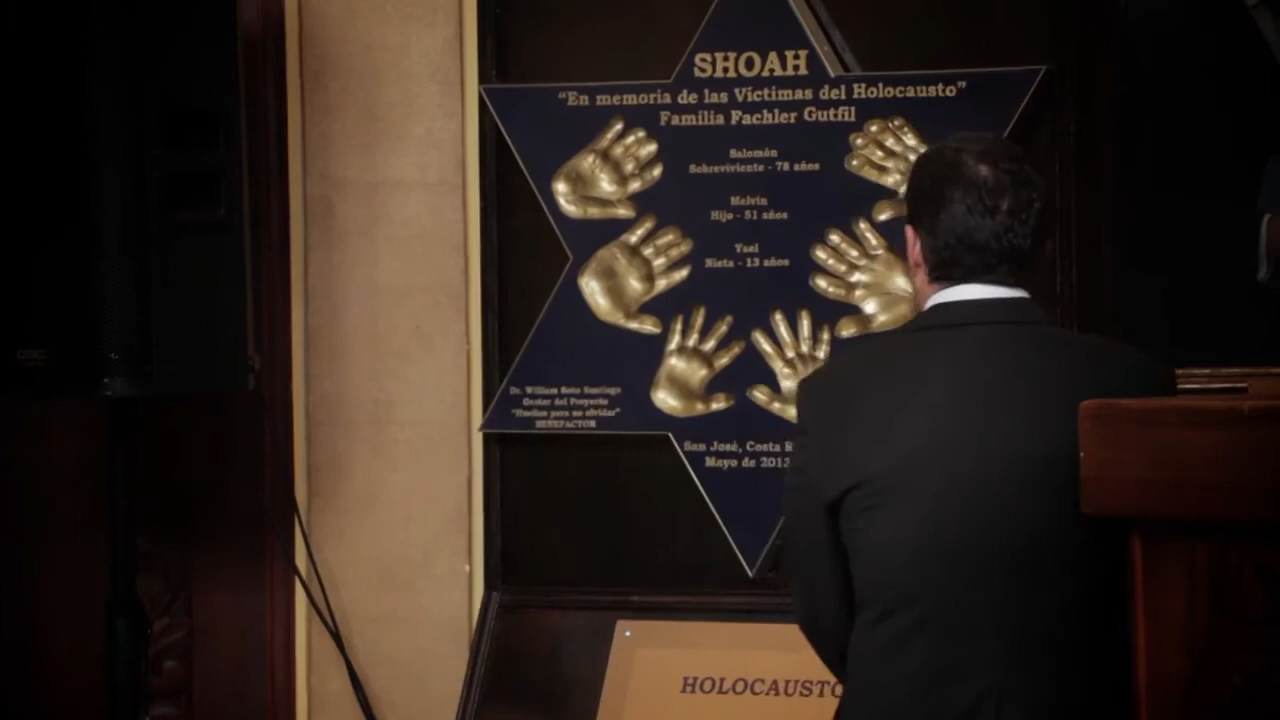 SHOAH
“En memoria de las Víctimas del Holocausto”
Familia Fachler Gutfil
Salomón
Sobreviviente - 78 años
Melvin
Hijo - 51 años
Yael
Nieta - 13 años
Dr. William Soto Santiago
Gestor del Proyecto
“Huellas para no olvidar”
BENEFACTOR
San José, Costa R
Mayo de 2013
HOLOCAUSTO
QSC